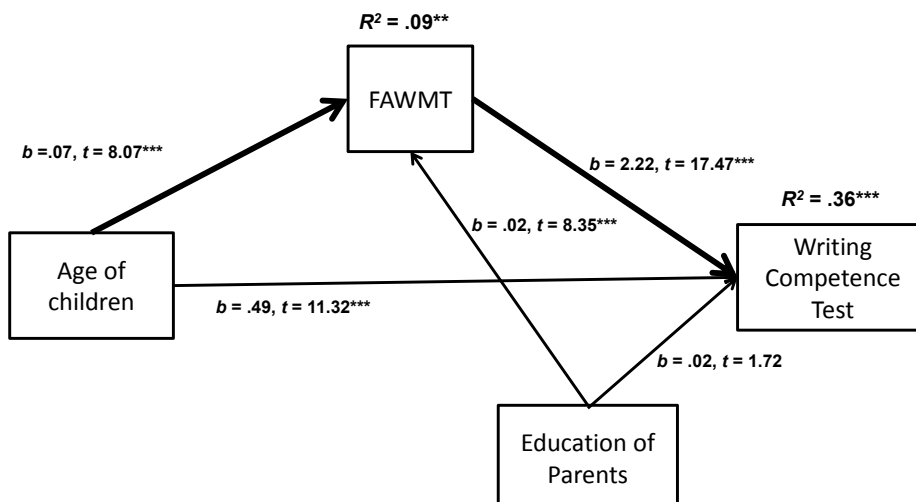 R² = .09**
FAWMT
b =.07, t = 8.07***
b = 2.22, t = 17.47***
R² = .36***
b = .02, t = 8.35***
Age of
children
Writing
Competence
Test
b = .49, t = 11.32***
b = .02, t = 1.72
Education of
Parents